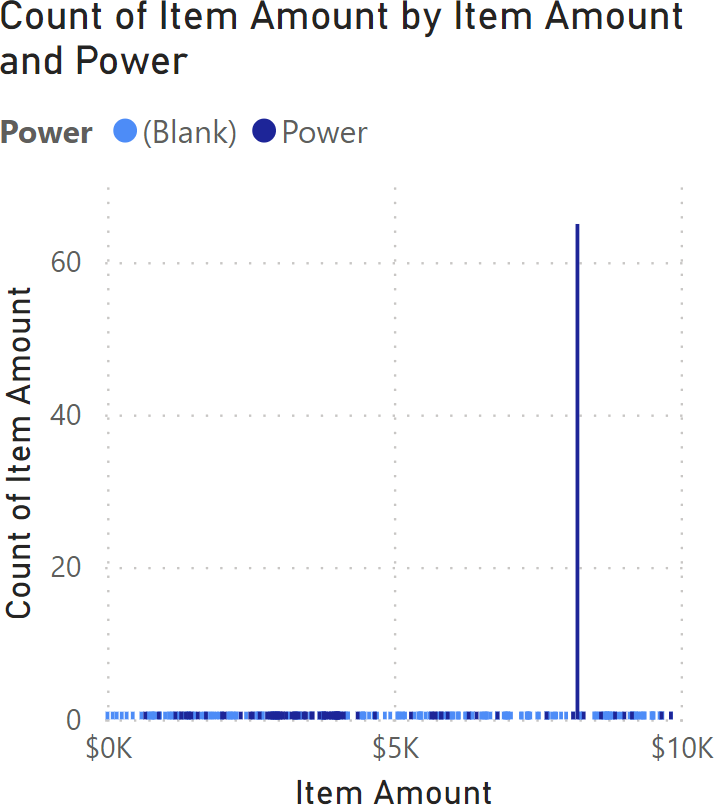 Count of Item Amount by Item Amount
and Power
Power (Blank) Power
60
40
20
0
$0K $5K $10K
Count of Item Amount
Item Amount